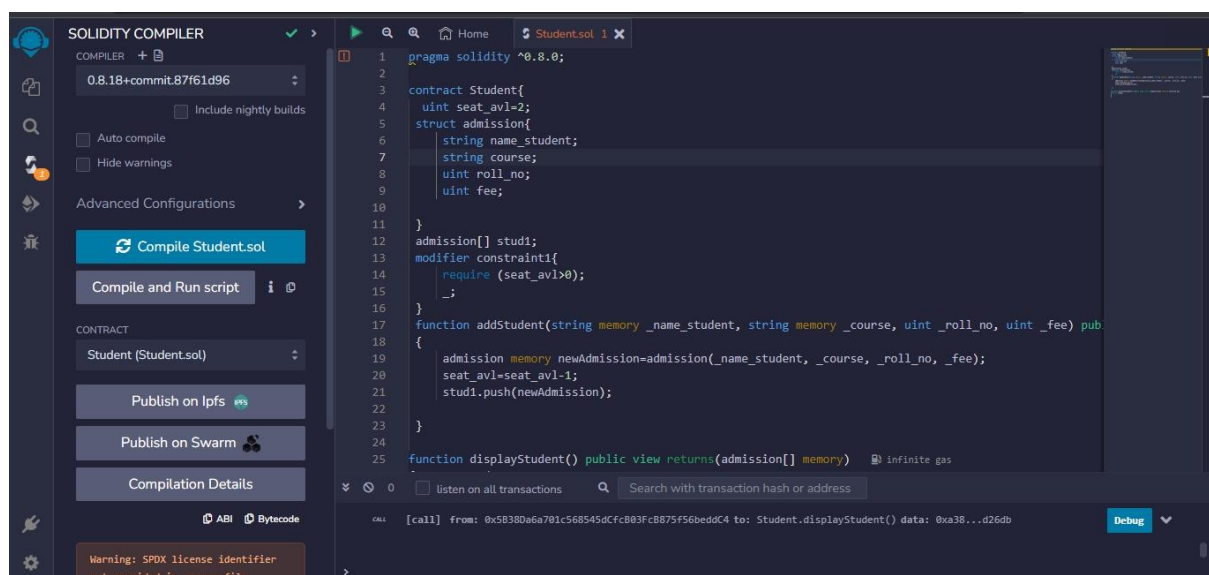 SOLIDITY COMPILER
COMPILER
0.8.18+commit.87f61d96
Include nightly builds
Auto compile
Hide warnings
Advanced Configurations
Compile Student.sol
Compile and Run script
CONTRACT
Student (Student.sol)
Publish on Ipfs
IPFS
Publish on Swarm
Compilation Details
ABI Bytecode
Warning: SPDX license identifier
1
Home
Student.sol 1
1 pragma solidity ^0.8.0;
2
3 contract Student{
4 uint seat_avl=2;
5 struct admission{
6 string name_student;
7 string course;
8 uint roll_no;
9 uint fee;
10
11 }
12 admission[] stud1;
13 modifier constraint1{
14 require (seat_avl>0);
15 _;
16 }
17 function addStudent(string memory _name_student, string memory _course, uint _roll_no, uint _fee) pub
18 {
19 admission memory newAdmission=admission(_name_student, _course, _roll_no, _fee);
20 seat_avl=seat_avl-1;
21 stud1.push(newAdmission);
22
23 }
24
25 function displayStudent() public view returns(admission[] memory) infinite gas
0 listen on all transactions Search with transaction hash or address
CALL [call] from: 0x5B38Da6a701c568545dCfcB03FcB875f56beddC4 to: Student.displayStudent() data: 0xa38...d26db Debug
>